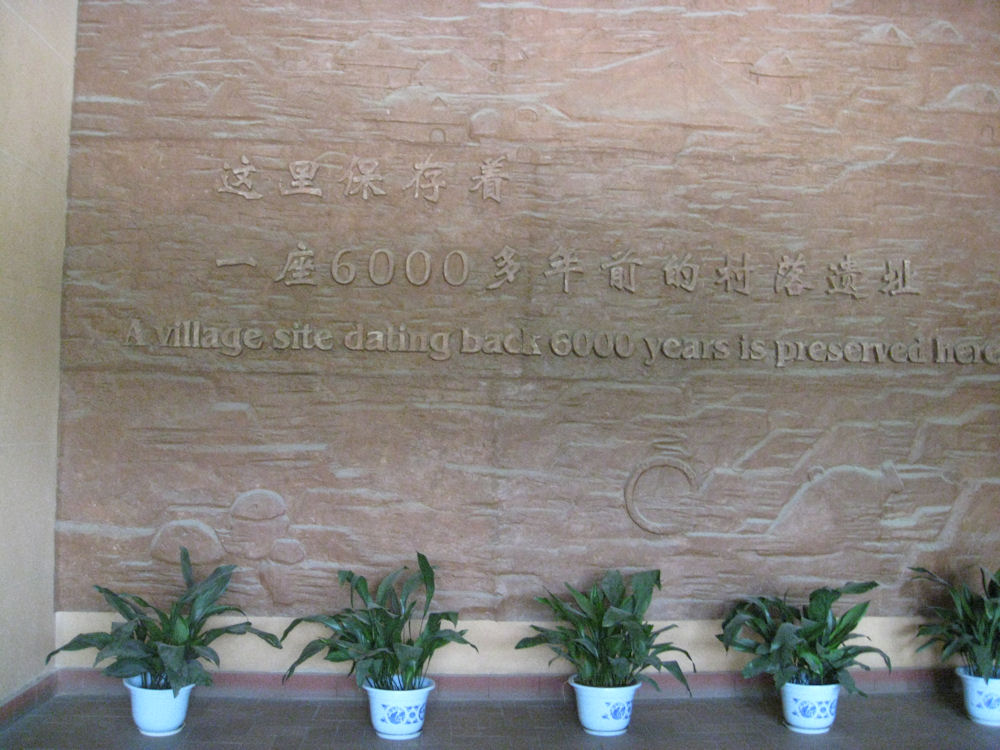 这里保存着
一座6000多年前的村落遗址
A village site dating back 6000 years is preserved here